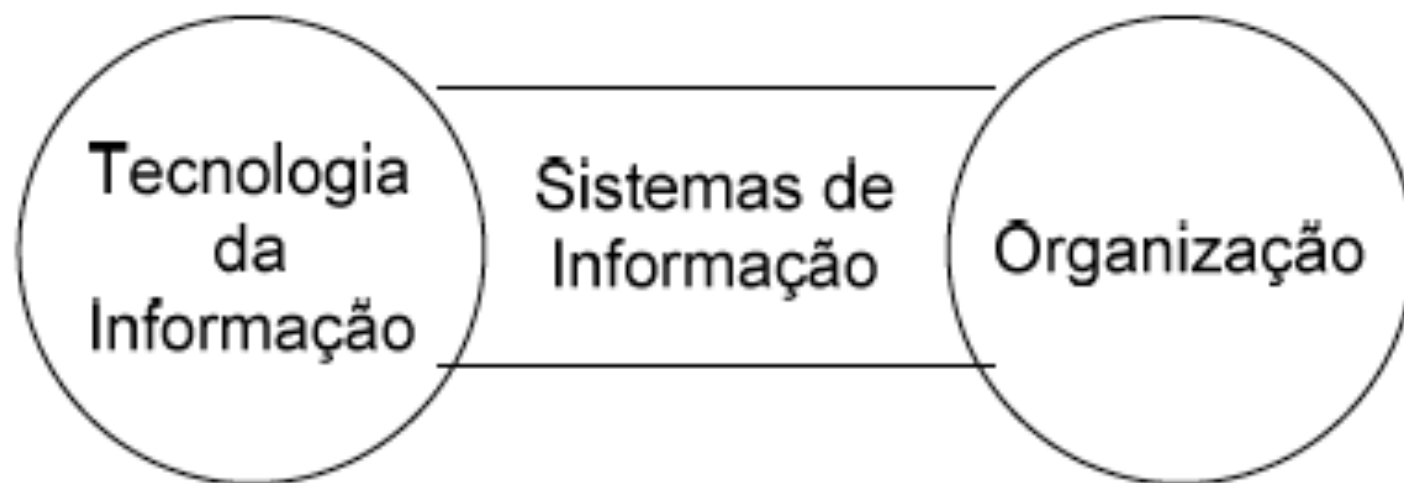 Tecnologia
da
Informação
Sistemas de
Informação
Organização